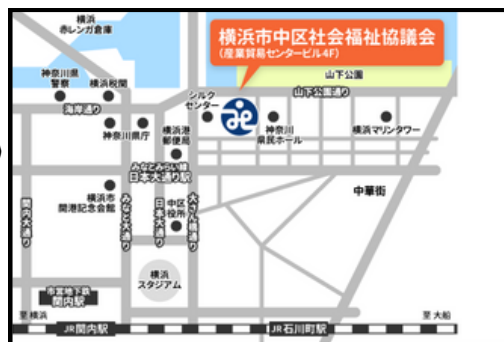 横浜
赤レンガ倉庫
横浜市中区社会福祉協議会
(産業貿易センタービル4F)
神奈川県
警察
横浜税関
山下公園
シルク
センター
山下公園通り
海岸通り
神奈川県庁
横浜港
郵便局
神奈川
県民ホール
横浜マリンタワー
みなとみらい線
日本大通り駅
横浜市
開港記念会館
中区
役所
中華街
関内大通り
みなと大通り
日本大通り
大さん橋通り
横浜
スタジアム
市営地下鉄
関内駅
至 横浜
至 大船
JR関内駅
JR石川町駅